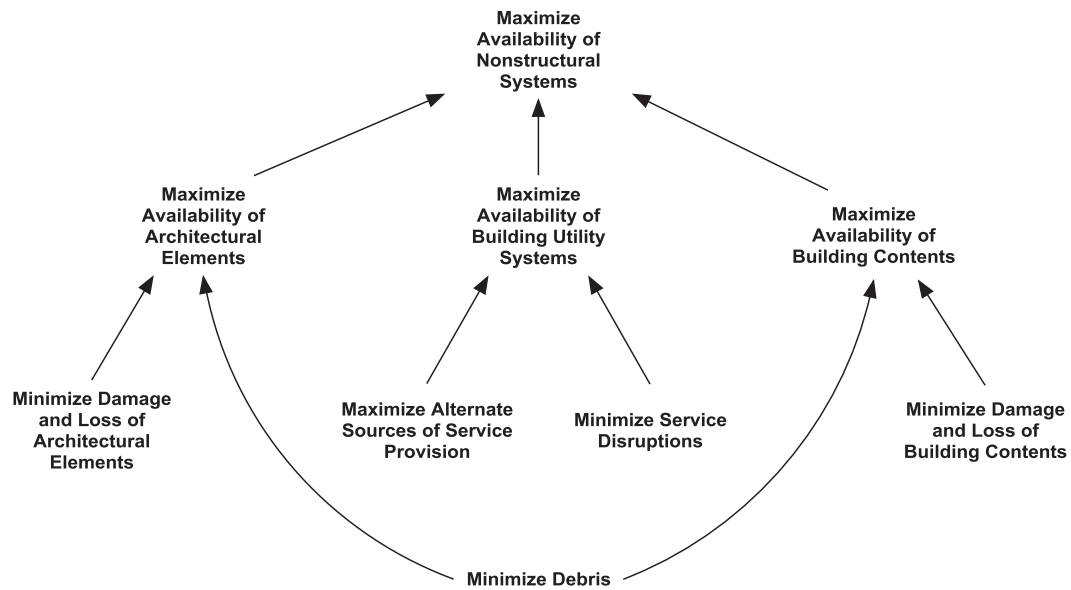 Maximize
Availability of
Nonstructural
Systems
Maximize
Availability of
Architectural
Elements
Maximize
Availability of
Building Utility
Systems
Maximize
Availability of
Building Contents
Minimize Damage
and Loss of
Architectural
Elements
Maximize Alternate
Sources of Service
Provision
Minimize Service
Disruptions
Minimize Damage
and Loss of
Building Contents
Minimize Debris